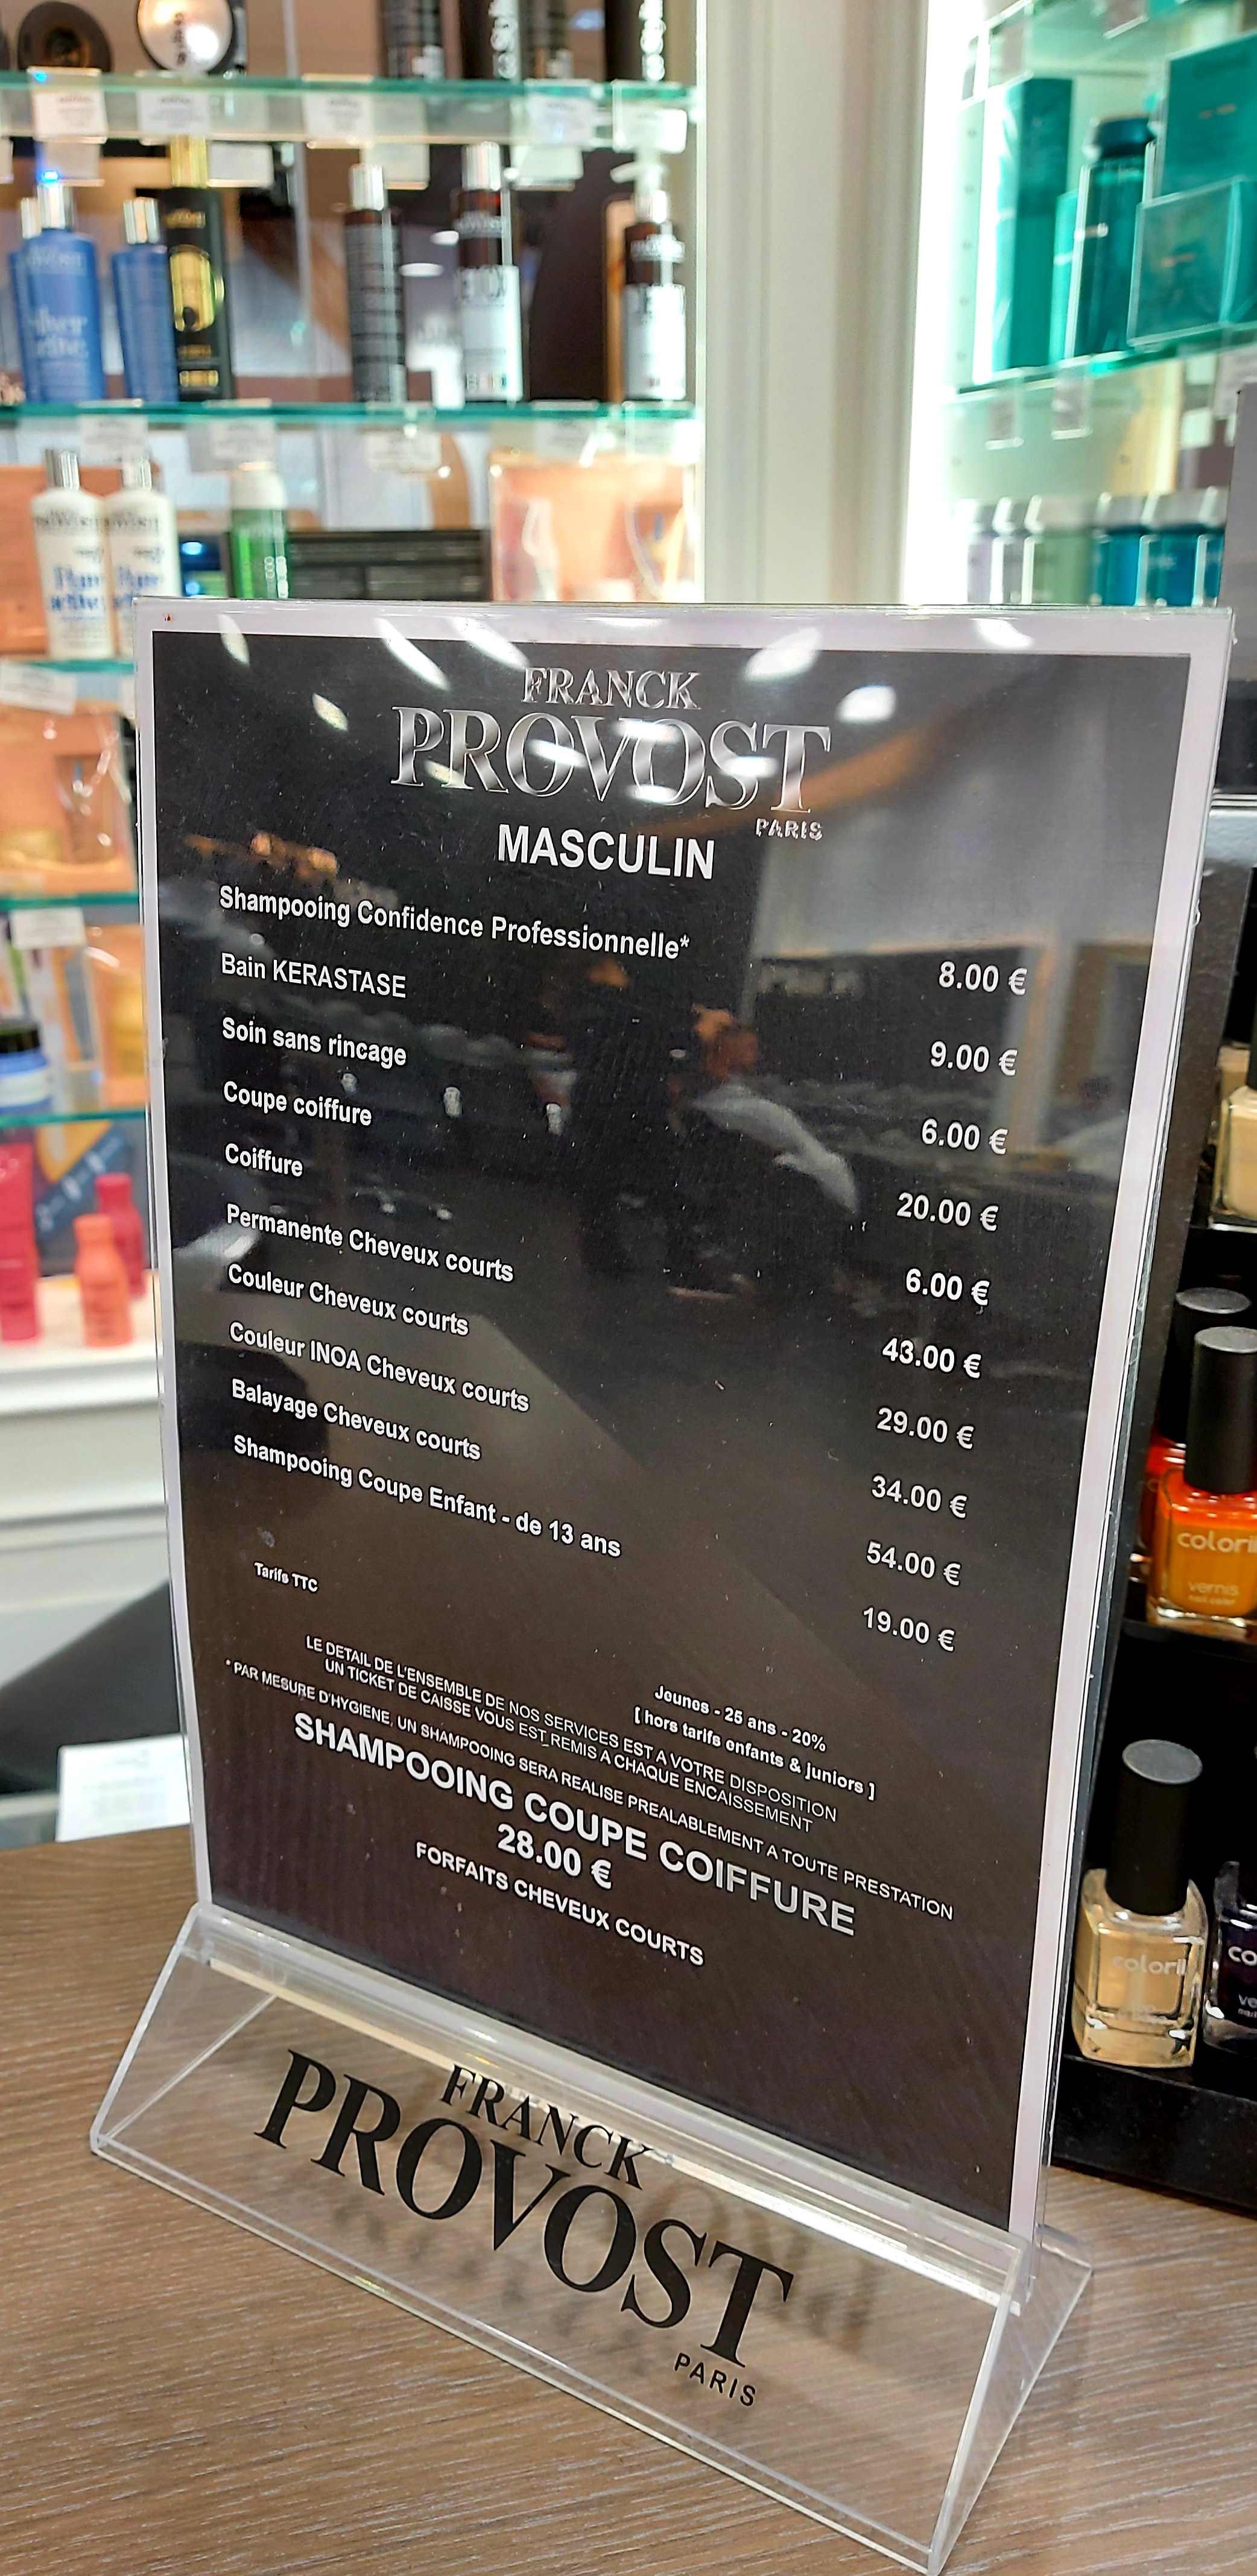 FRANCK
PROVOST
PARIS
MASCULIN
Shampooing Confidence Professionnelle* 8.00 €
Bain KERASTASE 9.00 €
Soin sans rincage 6.00 €
Coupe coiffure 20.00 €
Coiffure 6.00 €
Permanente Cheveux courts 43.00 €
Couleur Cheveux courts 29.00 €
Couleur INOA Cheveux courts 34.00 €
Balayage Cheveux courts 54.00 €
Shampooing Coupe Enfant - de 13 ans 19.00 €
Tarifs TTC
Jeunes - 25 ans - 20%
[ hors tarifs enfants & juniors ]
LE DETAIL DE L'ENSEMBLE DE NOS SERVICES EST A VOTRE DISPOSITION
UN TICKET DE CAISSE VOUS EST REMIS A CHAQUE ENCAISSEMENT
* PAR MESURE D'HYGIENE, UN SHAMPOOING SERA REALISE PREALABLEMENT A TOUTE PRESTATION
SHAMPOOING COUPE COIFFURE
28.00 €
FORFAITS CHEVEUX COURTS
FRANCK
PROVOST
PARIS
vernis